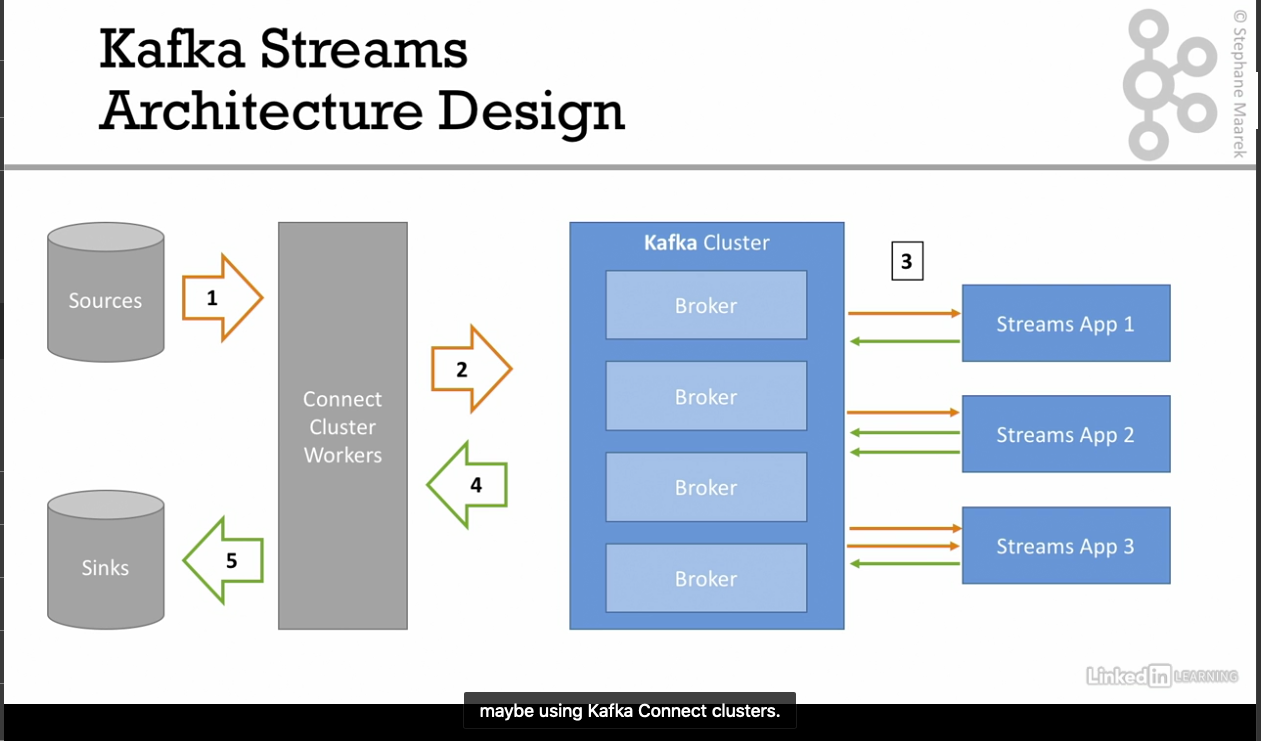 Kafka Streams
Architecture Design
© Stephane Maarek
Sources
1
Connect
Cluster
Workers
2
4
Sinks
5
Kafka Cluster
Broker
Broker
Broker
Broker
3
Streams App 1
Streams App 2
Streams App 3
LinkedIn LEARNING
maybe using Kafka Connect clusters.